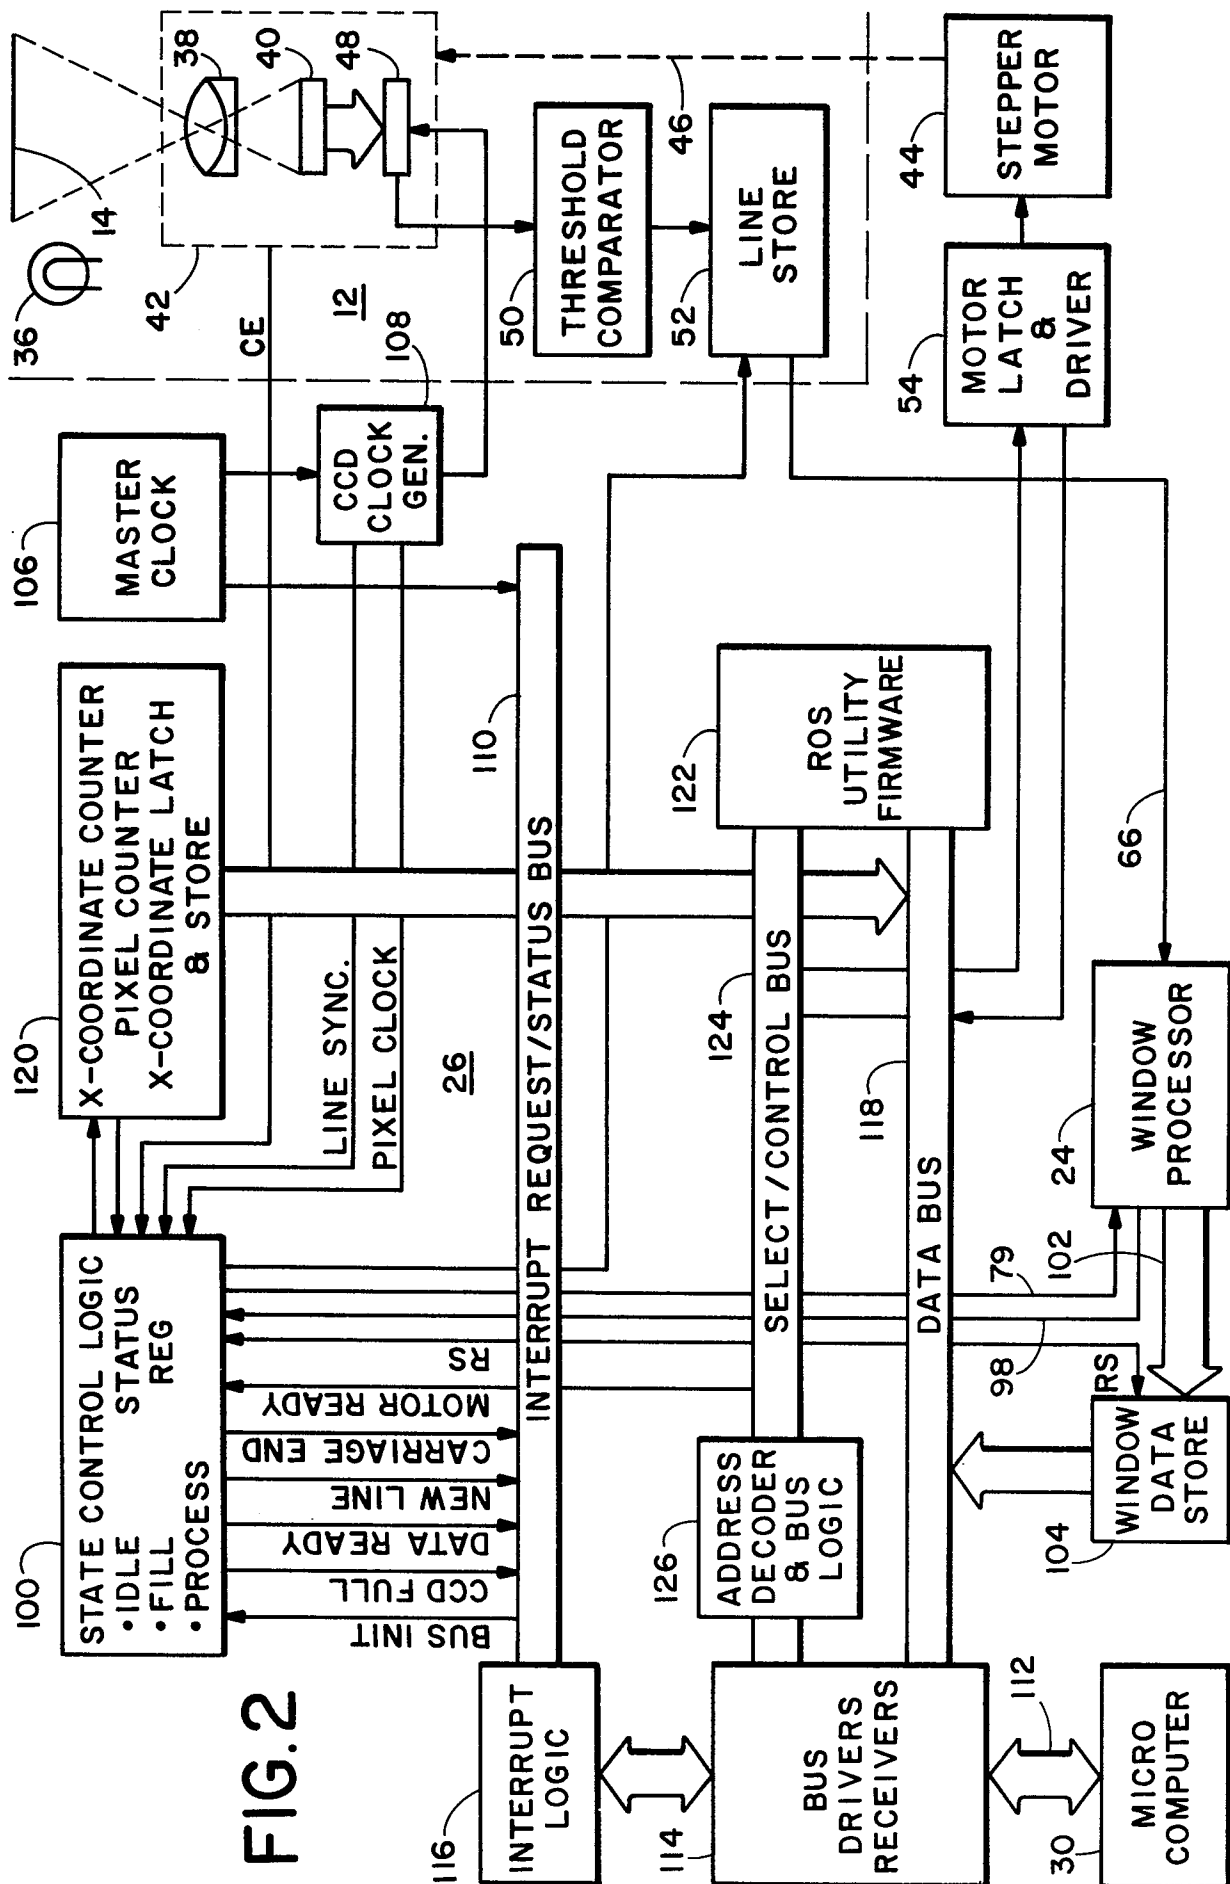 FIG.2
100
STATE CONTROL LOGIC
•IDLE
STATUS
•FILL
REG
•PROCESS
120
X-COORDINATE COUNTER
PIXEL COUNTER
X-COORDINATE LATCH
& STORE
106
MASTER
CLOCK
36
14
38
40
48
42
CE
12
108
CCD
CLOCK
GEN.
LINE SYNC.
PIXEL CLOCK
26
BUS INIT
CCD FULL
DATA READY
NEW LINE
CARRIAGE END
MOTOR READY
RS
50
THRESHOLD
COMPARATOR
46
116
INTERRUPT
LOGIC
INTERRUPT REQUEST/STATUS BUS
110
52
LINE
STORE
114
BUS
DRIVERS
RECEIVERS
126
ADDRESS
DECODER
& BUS
LOGIC
SELECT/CONTROL BUS
124
DATA BUS
118
122
ROS
UTILITY
FIRMWARE
54
MOTOR
LATCH
&
DRIVER
44
STEPPER
MOTOR
112
30
MICRO
COMPUTER
104
WINDOW
DATA
STORE
RS
98
79
102
24
WINDOW
PROCESSOR
66